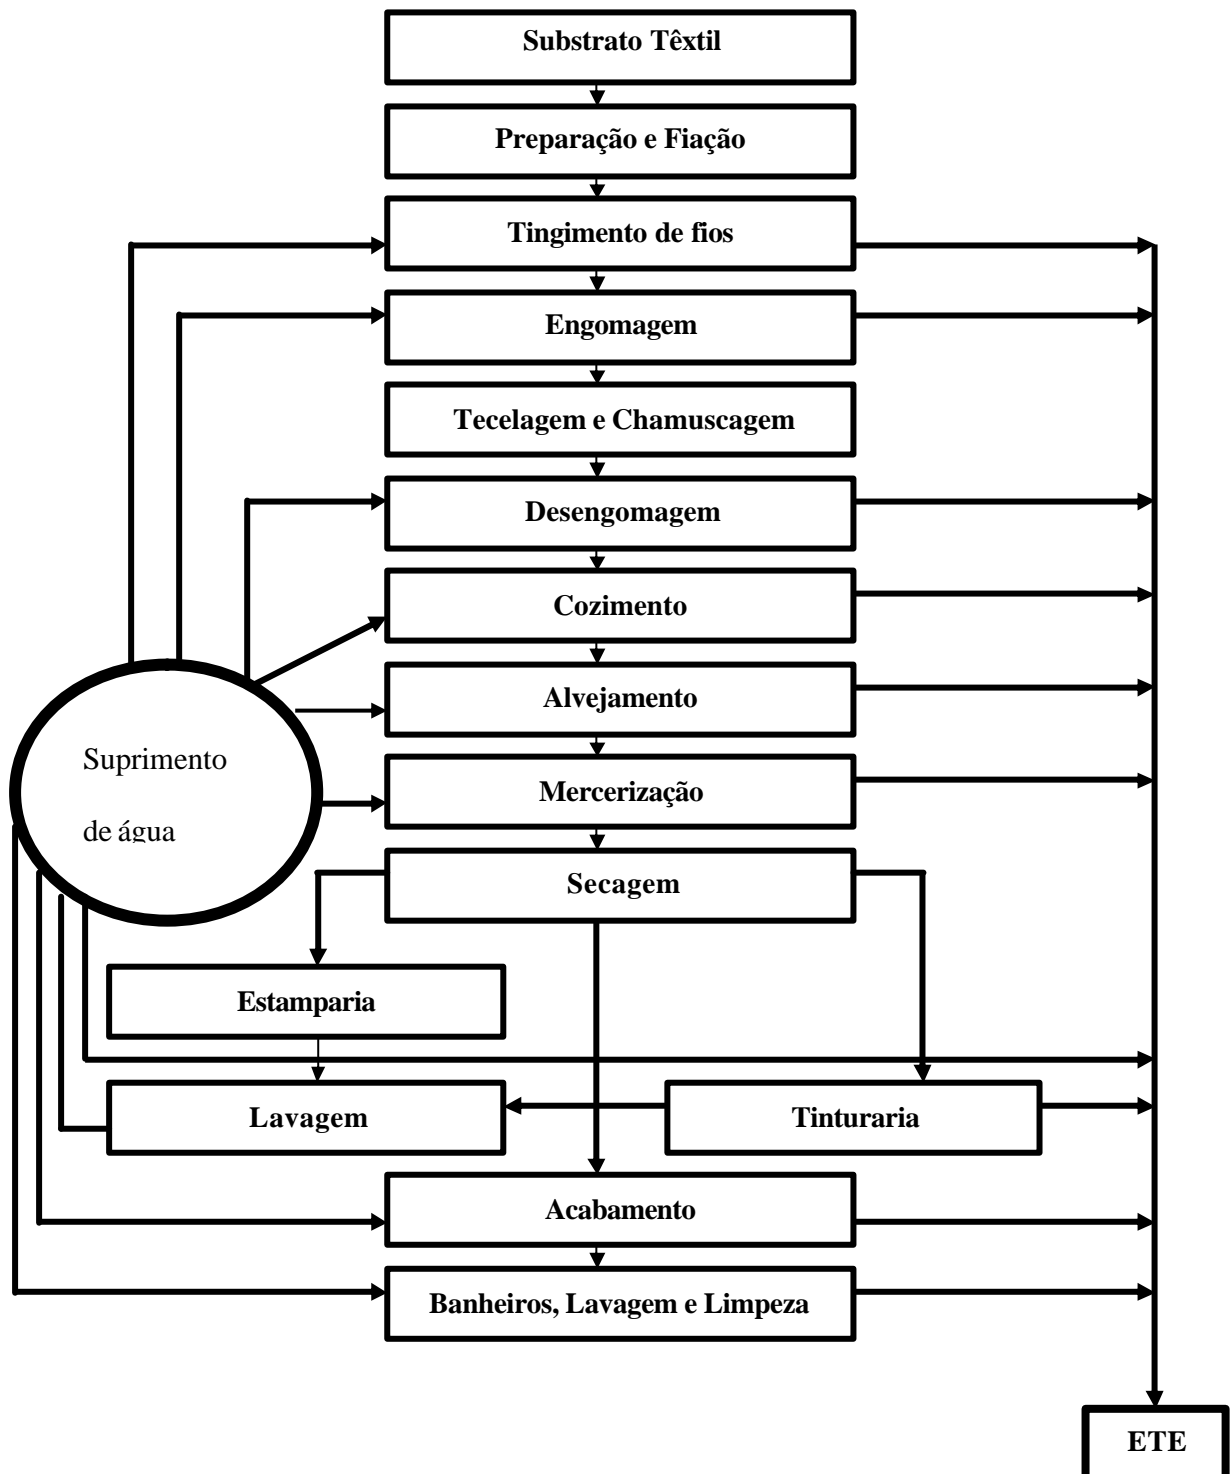 Substrato Têxtil
Preparação e Fiação
Tingimento de fios
Engomagem
Tecelagem e Chamuscagem
Desengomagem
Cozimento
Alvejamento
Suprimento
de água
Mercerização
Secagem
Estamparia
Lavagem
Tinturaria
Acabamento
Banheiros, Lavagem e Limpeza
ETE